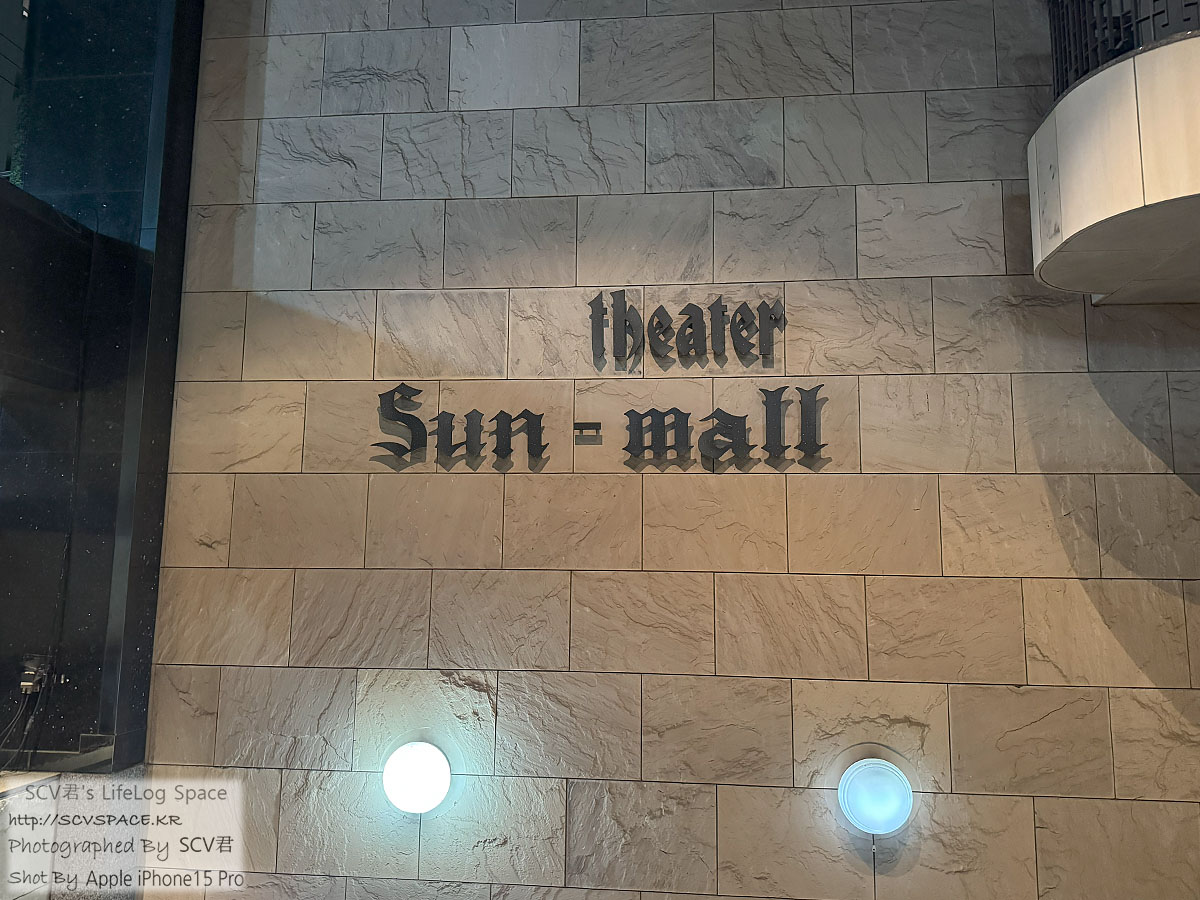 theater
Sun-mall
SCV君's LifeLog Space
http://SCVSPACE.KR
Photographed By SCV君
Shot By Apple iPhone15 Pro